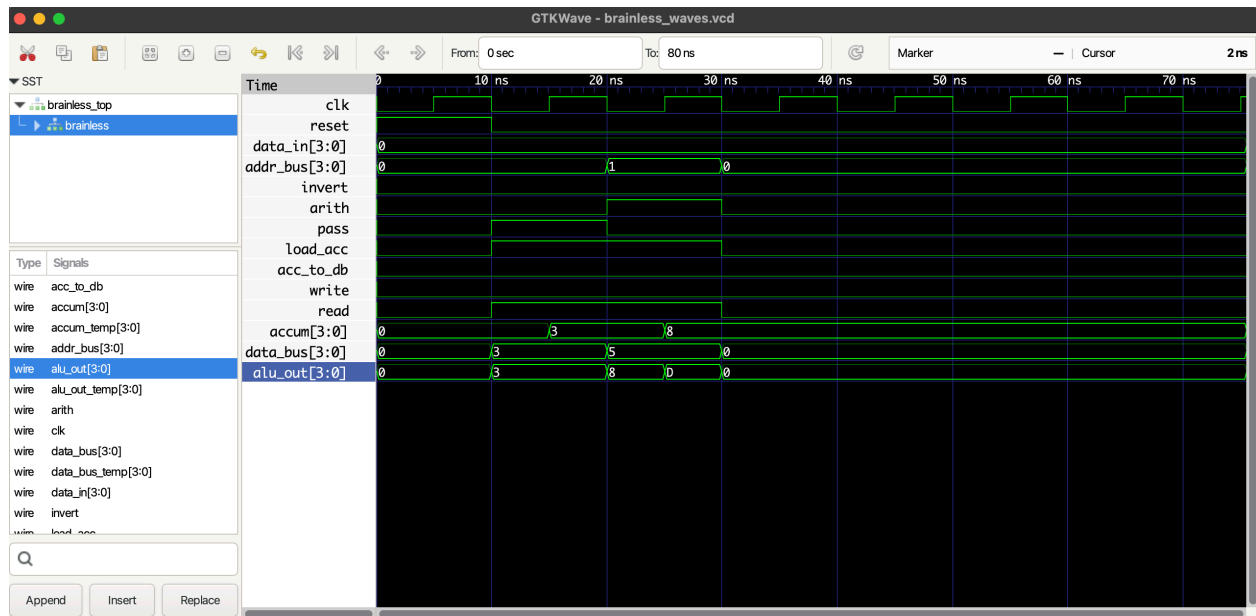 GTKWave - brainless_waves.vcd
From: 0 sec To: 80 ns Marker — | Cursor 2 ns
SST
brainless_top
brainless
Type Signals
wire acc_to_db
wire accum[3:0]
wire accum_temp[3:0]
wire addr_bus[3:0]
wire alu_out[3:0]
wire alu_out_temp[3:0]
wire arith
wire clk
wire data_bus[3:0]
wire data_bus_temp[3:0]
wire data_in[3:0]
wire invert
wire load_acc
Append Insert Replace
Time 0 10 ns 20 ns 30 ns 40 ns 50 ns 60 ns 70 ns
clk
reset
data_in[3:0] 0
addr_bus[3:0] 0 1 0
invert
arith
pass
load_acc
acc_to_db
write
read
accum[3:0] 0 3 8
data_bus[3:0] 0 3 5 0
alu_out[3:0] 0 3 8 D 0